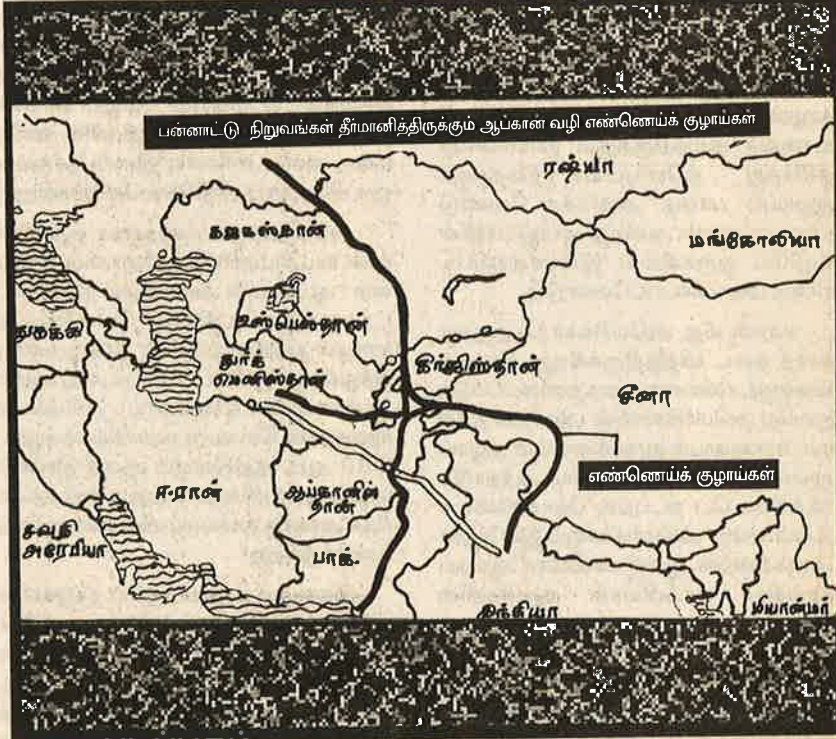 பன்னாட்டு நிறுவங்கள் தீர்மானித்திருக்கும் ஆப்கான் வழி எண்ணெய்க் குழாய்கள்
ரஷ்யா
கஜகஸ்தான்
மங்கோலியா
உஸ்பெஸ்தான்
துருக்கி
துர்க்
மெனிஸ்தான்
கிர்ஜிஸ்தான்
சீனா
எண்ணெய்க் குழாய்கள்
ஈரான்
ஆப்கானிஸ்
தான்
சவூதி
அரேபியா
பாக்.
இந்தியா
மியான்மர்